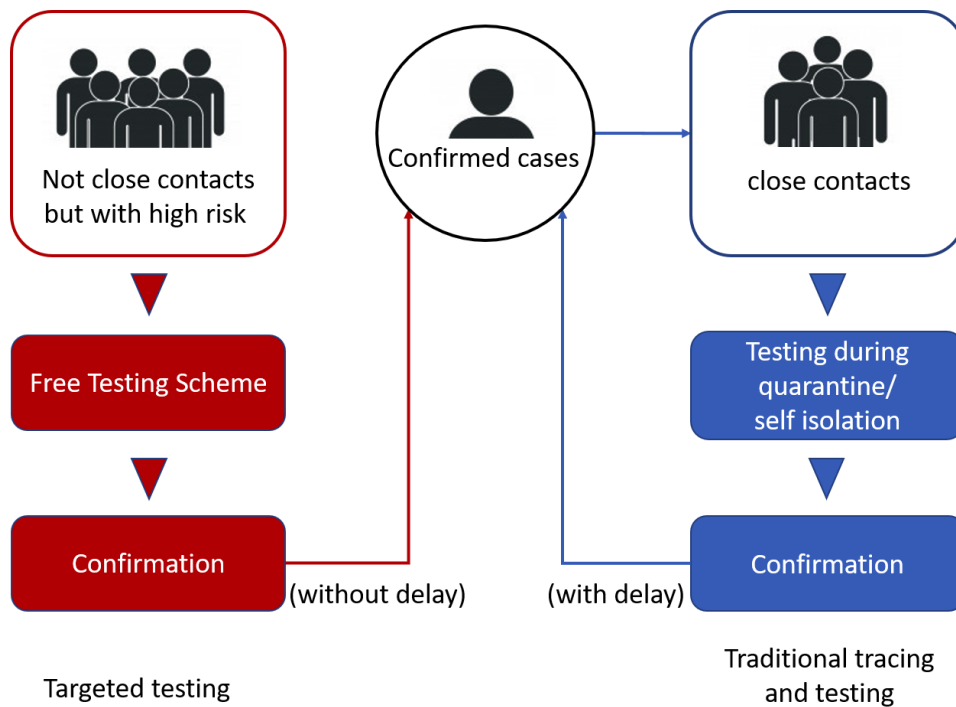 Not close contacts
but with high risk
Free Testing Scheme
Confirmation
(without delay)
Targeted testing
Confirmed cases
close contacts
Testing during
quarantine/
self isolation
Confirmation
(with delay)
Traditional tracing
and testing